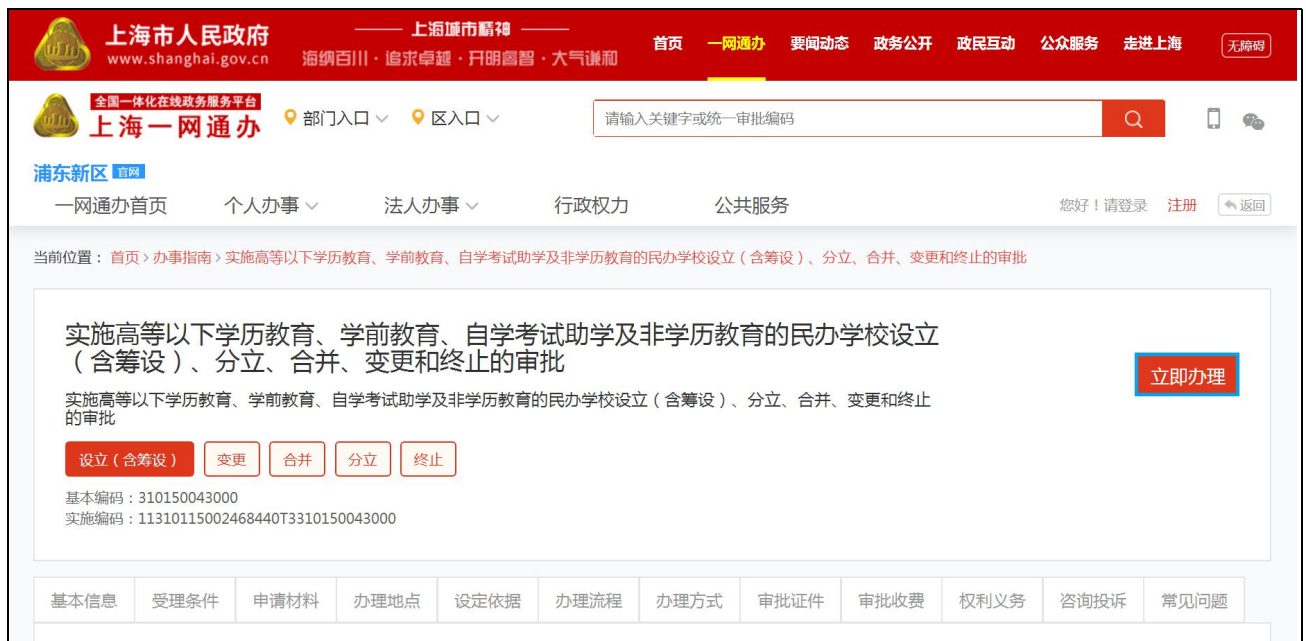 上海市人民政府
www.shanghai.gov.cn
上海城市精神
海纳百川·追求卓越·开明睿智·大气谦和
首页 一网通办 要闻动态 政务公开 政民互动 公众服务 走进上海 无障碍
全国一体化在线政务服务平台
上海一网通办
部门入口 区入口
请输入关键字或统一审批编码
浦东新区 官网
一网通办首页 个人办事 法人办事 行政权力 公共服务 您好！请登录 注册 返回
当前位置： 首页 > 办事指南 > 实施高等以下学历教育、学前教育、自学考试助学及非学历教育的民办学校设立（含筹设）、分立、合并、变更和终止的审批
实施高等以下学历教育、学前教育、自学考试助学及非学历教育的民办学校设立
（含筹设）、分立、合并、变更和终止的审批
立即办理
实施高等以下学历教育、学前教育、自学考试助学及非学历教育的民办学校设立（含筹设）、分立、合并、变更和终止
的审批
设立（含筹设） 变更 合并 分立 终止
基本编码：310150043000
实施编码：11310115002468440T3310150043000
基本信息 受理条件 申请材料 办理地点 设定依据 办理流程 办理方式 审批证件 审批收费 权利义务 咨询投诉 常见问题